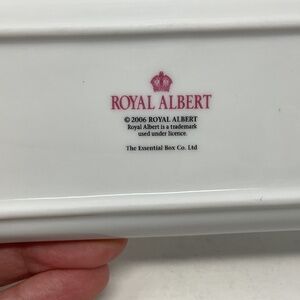 ROYAL ALBERT
© 2006 ROYAL ALBERT
Royal Albert is a trademark
used under licence.
The Essential Box Co. Ltd